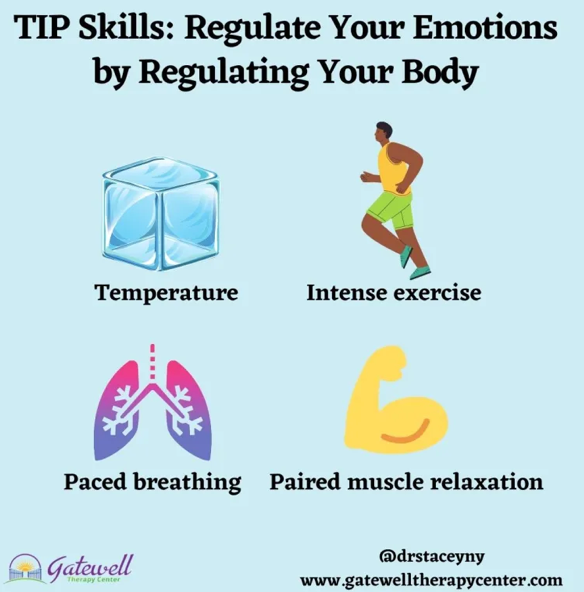 TIP Skills: Regulate Your Emotions
by Regulating Your Body
Temperature
Intense exercise
Paced breathing
Paired muscle relaxation
Gatewell
Therapy Center
@drstaceyny
www.gatewelltherapycenter.com